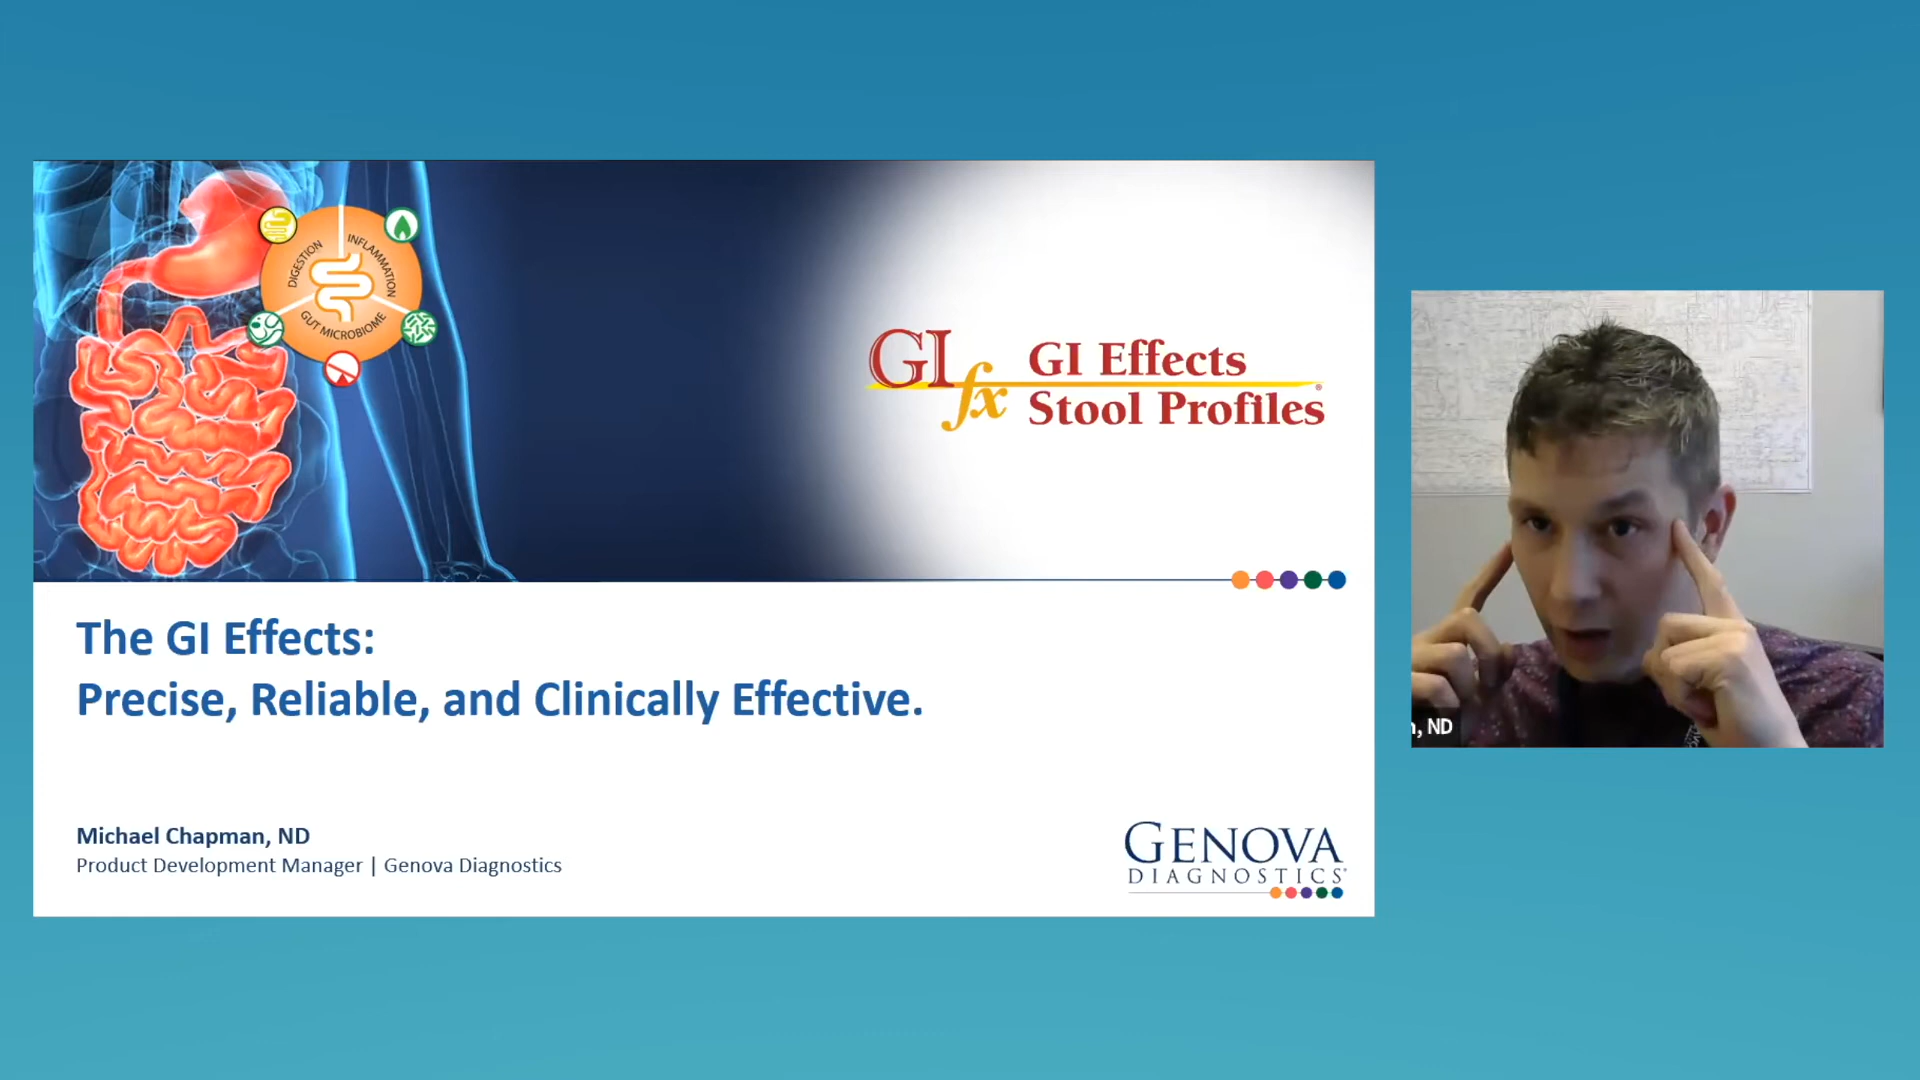 DIGESTION
INFLAMMATION
GUT MICROBIOME
GI fx
GI Effects
Stool Profiles®
The GI Effects:
Precise, Reliable, and Clinically Effective.
Michael Chapman, ND
Product Development Manager | Genova Diagnostics
GENOVA
DIAGNOSTICS®
, ND